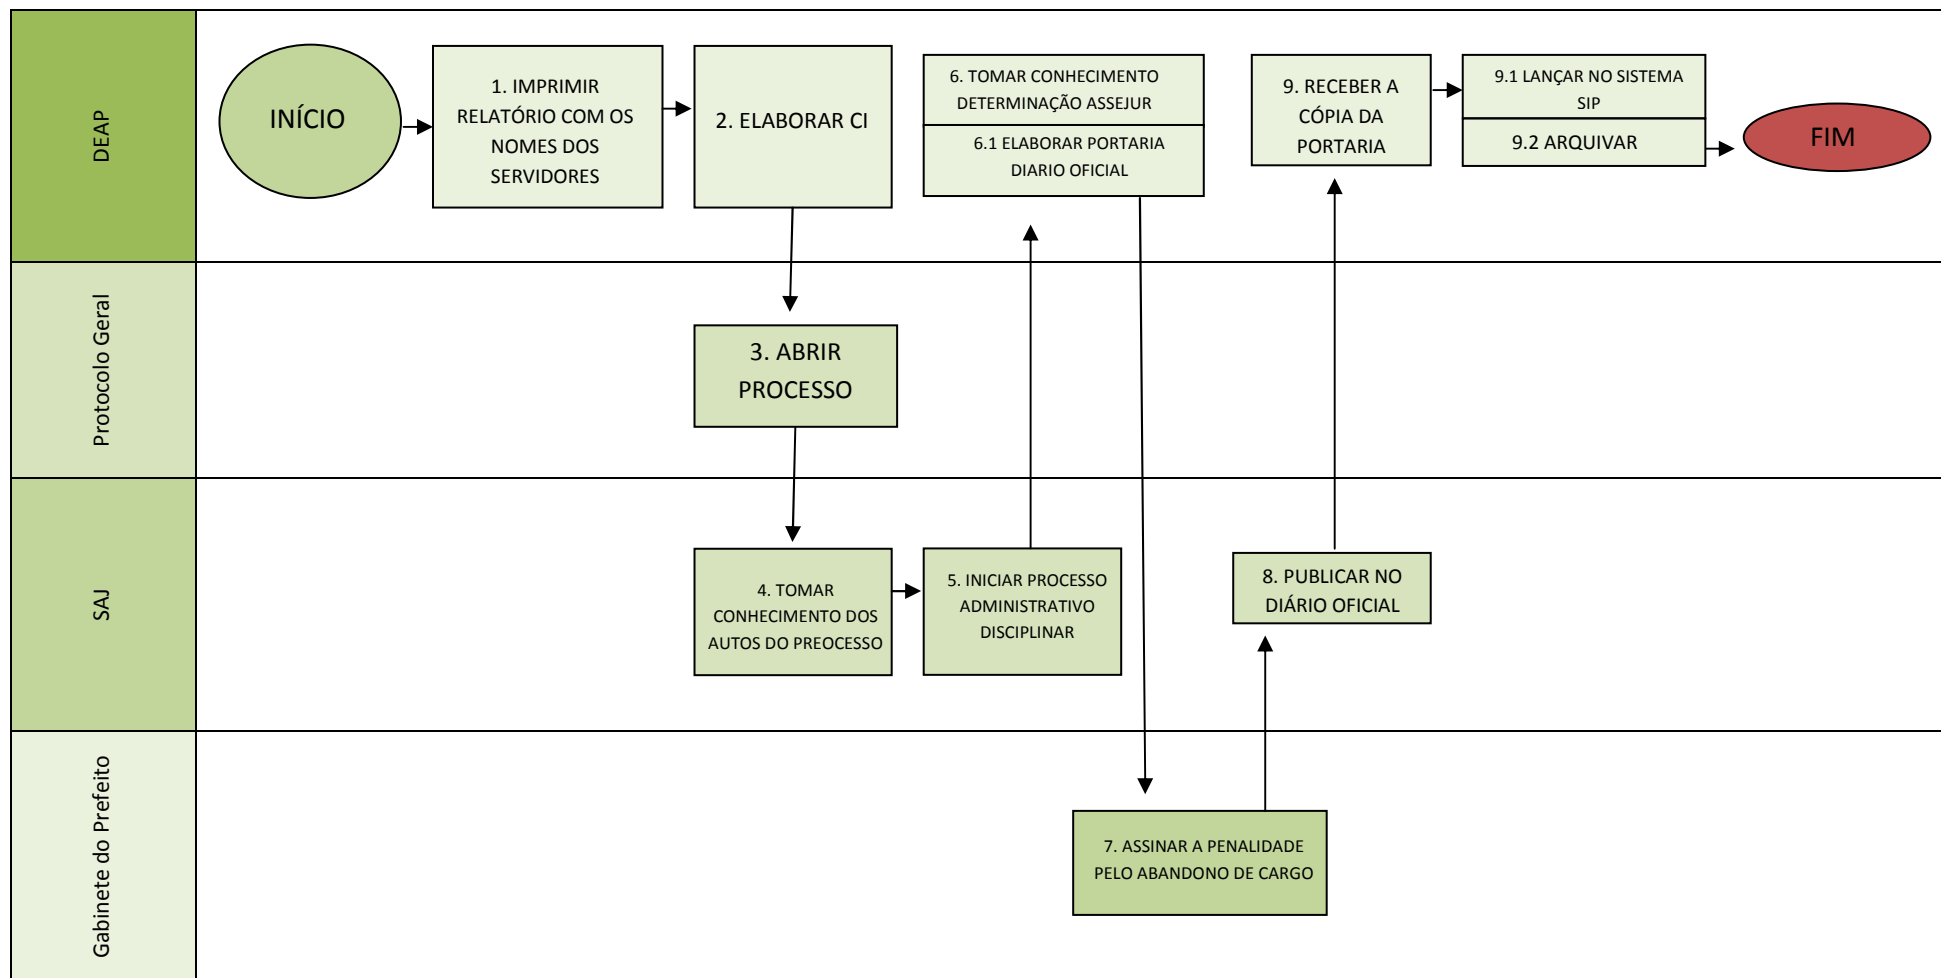 DEAP
INÍCIO
1. IMPRIMIR
RELATÓRIO COM OS
NOMES DOS
SERVIDORES
2. ELABORAR CI
6. TOMAR CONHECIMENTO
DETERMINAÇÃO ASSEJUR
6.1 ELABORAR PORTARIA
DIARIO OFICIAL
9. RECEBER A
CÓPIA DA
PORTARIA
9.1 LANÇAR NO SISTEMA
SIP
9.2 ARQUIVAR
FIM
Protocolo Geral
3. ABRIR
PROCESSO
SAJ
4. TOMAR
CONHECIMENTO DOS
AUTOS DO PREOCESSO
5. INICIAR PROCESSO
ADMINISTRATIVO
DISCIPLINAR
8. PUBLICAR NO
DIÁRIO OFICIAL
Gabinete do Prefeito
7. ASSINAR A PENALIDADE
PELO ABANDONO DE CARGO